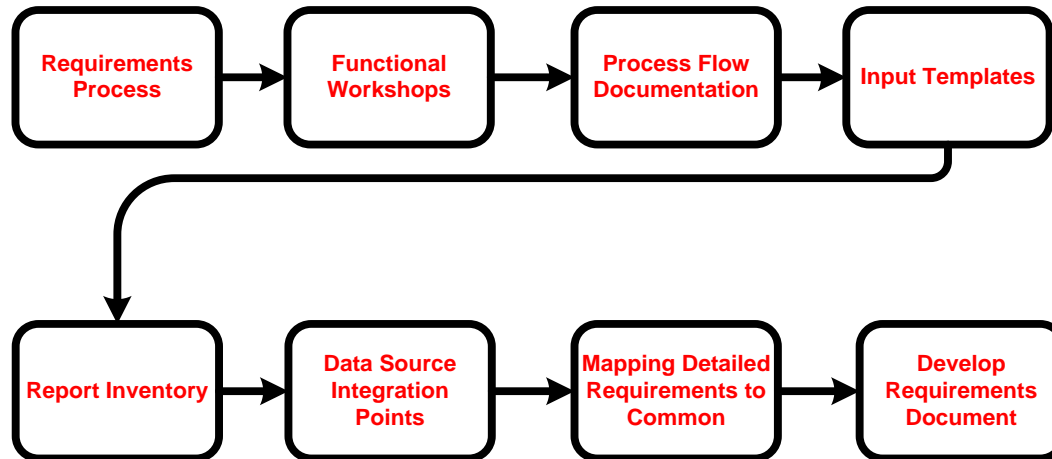 Requirements
Process
Functional
Workshops
Process Flow
Documentation
Input Templates
Report Inventory
Data Source
Integration
Points
Mapping Detailed
Requirements to
Common
Develop
Requirements
Document